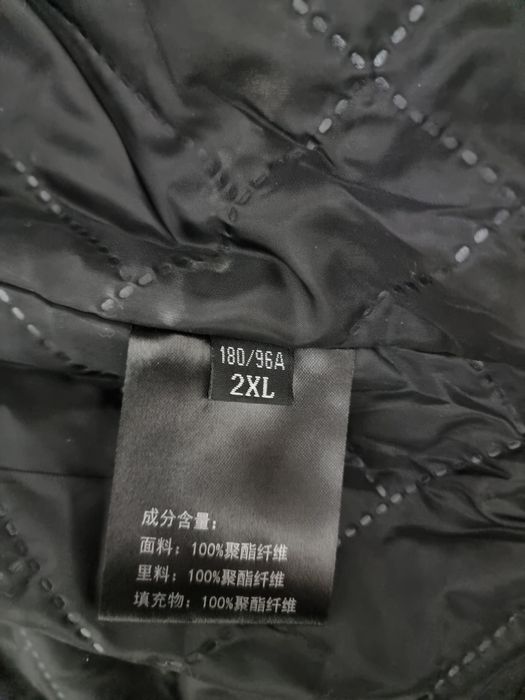 180/96A
2XL
成分含量：
面料：100%聚酯纤维
里料：100%聚酯纤维
填充物：100%聚酯纤维